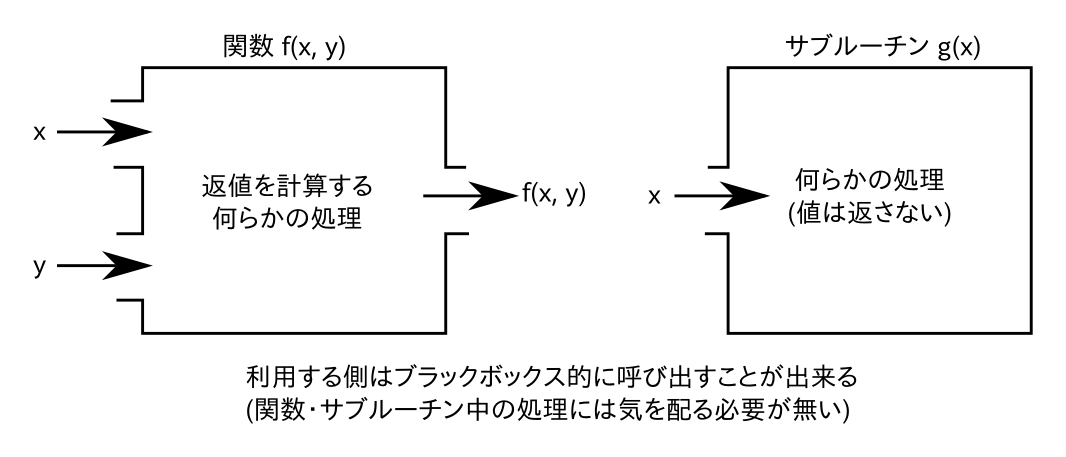 関数 f(x, y)
サブルーチン g(x)
x
返値を計算する
何らかの処理
y
f(x, y)
x
何らかの処理
(値は返さない)
利用する側はブラックボックス的に呼び出すことが出来る
(関数・サブルーチン中の処理には気を配る必要が無い)